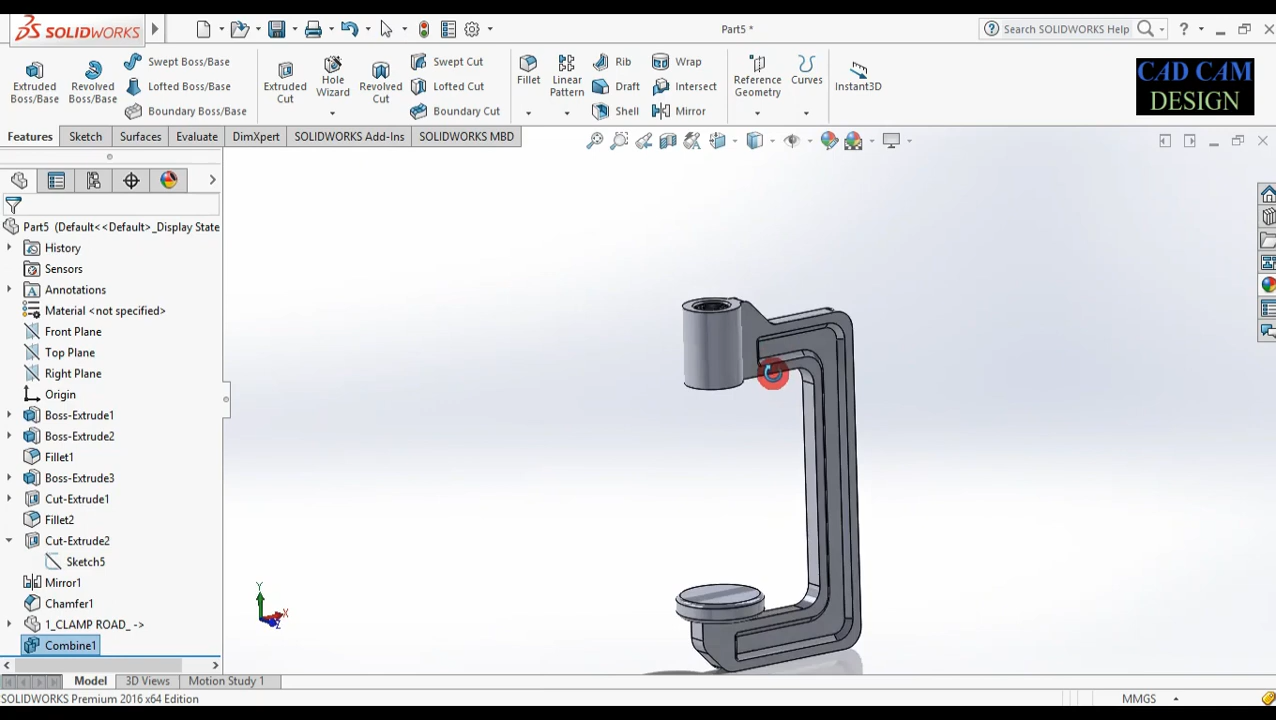 SOLIDWORKS
Part5 *
Search SOLIDWORKS Help
?
Extruded Boss/Base
Revolved Boss/Base
Swept Boss/Base
Lofted Boss/Base
Boundary Boss/Base
Extruded Cut
Hole Wizard
Revolved Cut
Swept Cut
Lofted Cut
Boundary Cut
Fillet
Linear Pattern
Rib
Draft
Shell
Wrap
Intersect
Mirror
Reference Geometry
Curves
Instant3D
CAD CAM
DESIGN
Features
Sketch
Surfaces
Evaluate
DimXpert
SOLIDWORKS Add-Ins
SOLIDWORKS MBD
Part5 (Default<<Default>_Display State
History
Sensors
Annotations
Material <not specified>
Front Plane
Top Plane
Right Plane
Origin
Boss-Extrude1
Boss-Extrude2
Fillet1
Boss-Extrude3
Cut-Extrude1
Fillet2
Cut-Extrude2
Sketch5
Mirror1
Chamfer1
1_CLAMP ROAD_ ->
Combine1
Y
X
Z
Model
3D Views
Motion Study 1
SOLIDWORKS Premium 2016 x64 Edition
MMGS